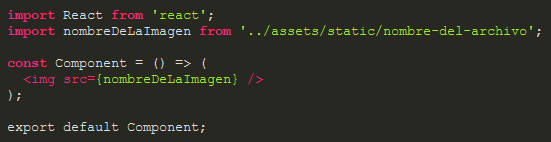 import React from 'react';
import nombreDeLaImagen from '../assets/static/nombre-del-archivo';
const Component = () => (
<img src={nombreDeLaImagen} />
);
export default Component;